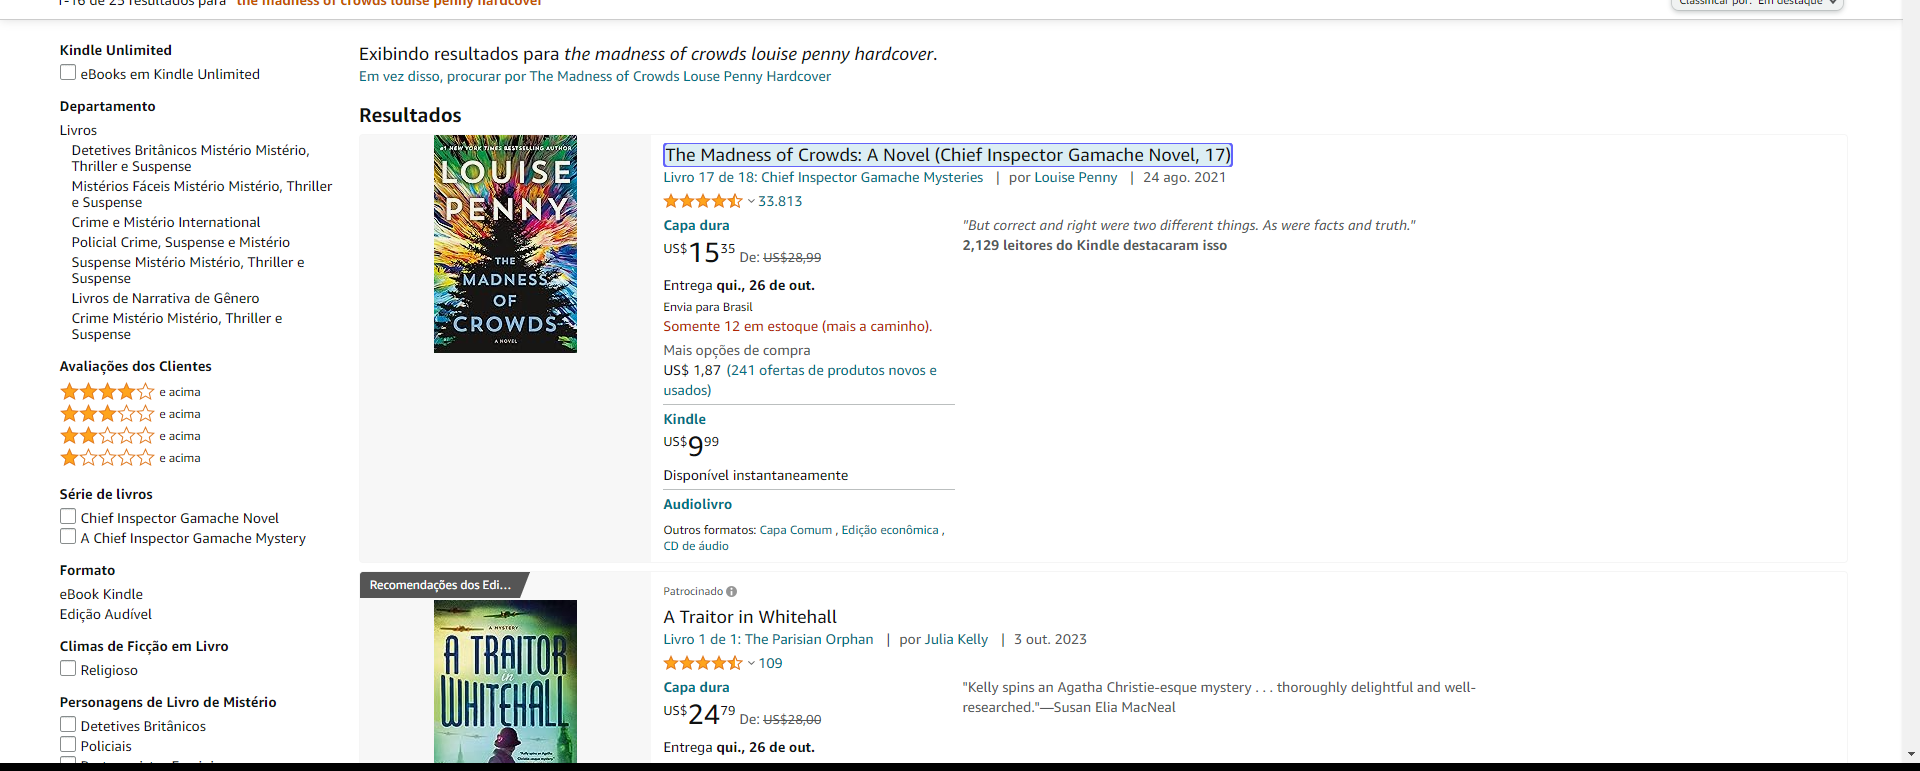 1-16 de 25 resultados para "the madness of crowds louise penny hardcover"
Classificar por: Em destaque
Kindle Unlimited
eBooks em Kindle Unlimited
Departamento
Livros
Detetives Britânicos Mistério Mistério,
Thriller e Suspense
Mistérios Fáceis Mistério Mistério, Thriller
e Suspense
Crime e Mistério International
Policial Crime, Suspense e Mistério
Suspense Mistério Mistério, Thriller e
Suspense
Livros de Narrativa de Gênero
Crime Mistério Mistério, Thriller e
Suspense
Avaliações dos Clientes
e acima
e acima
e acima
e acima
Série de livros
Chief Inspector Gamache Novel
A Chief Inspector Gamache Mystery
Formato
eBook Kindle
Edição Audível
Climas de Ficção em Livro
Religioso
Personagens de Livro de Mistério
Detetives Britânicos
Policiais
Exibindo resultados para the madness of crowds louise penny hardcover.
Em vez disso, procurar por The Madness of Crowds Louse Penny Hardcover
Resultados
#1 NEW YORK TIMES BESTSELLING AUTHOR
LOUISE
PENNY
THE
MADNESS
OF
CROWDS
A NOVEL
The Madness of Crowds: A Novel (Chief Inspector Gamache Novel, 17)
Livro 17 de 18: Chief Inspector Gamache Mysteries | por Louise Penny | 24 ago. 2021
33.813
Capa dura
US$1535 De: US$28,99
Entrega qui., 26 de out.
Envia para Brasil
Somente 12 em estoque (mais a caminho).
Mais opções de compra
US$ 1,87 (241 ofertas de produtos novos e
usados)
Kindle
US$999
Disponível instantaneamente
Audiolivro
Outros formatos: Capa Comum , Edição econômica ,
CD de áudio
"But correct and right were two different things. As were facts and truth."
2,129 leitores do Kindle destacaram isso
Recomendações dos Edi...
A MYSTERY
A TRAITOR
in
WHITEHALL
Patrocinado
A Traitor in Whitehall
Livro 1 de 1: The Parisian Orphan | por Julia Kelly | 3 out. 2023
109
Capa dura
US$2479 De: US$28,00
Entrega qui., 26 de out.
"Kelly spins an Agatha Christie-esque mystery . . . thoroughly delightful and well-
researched."—Susan Elia MacNeal